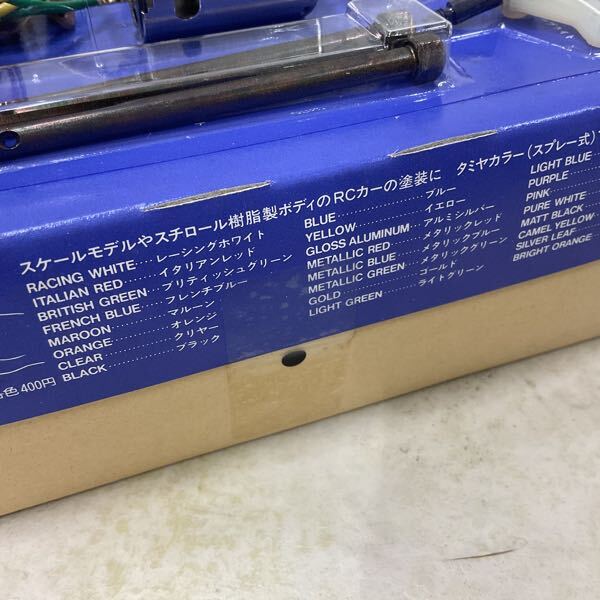 スケールモデルやスチロール樹脂製ボディのRCカーの塗装に タミヤカラー(スプレー式)
RACING WHITE……レーシングホワイト
ITALIAN RED……イタリアンレッド
BRITISH GREEN……ブリティッシュグリーン
FRENCH BLUE……フレンチブルー
MAROON……マルーン
ORANGE……オレンジ
CLEAR……クリヤー
BLACK……ブラック
BLUE……ブルー
YELLOW……イエロー
GLOSS ALUMINUM……アルミシルバー
METALLIC RED……メタリックレッド
METALLIC BLUE……メタリックブルー
METALLIC GREEN……メタリックグリーン
GOLD……ゴールド
LIGHT GREEN……ライトグリーン
LIGHT BLUE
PURPLE
PINK
PURE WHITE
MATT BLACK
CAMEL YELLOW
SILVER LEAF
BRIGHT ORANGE
色400円